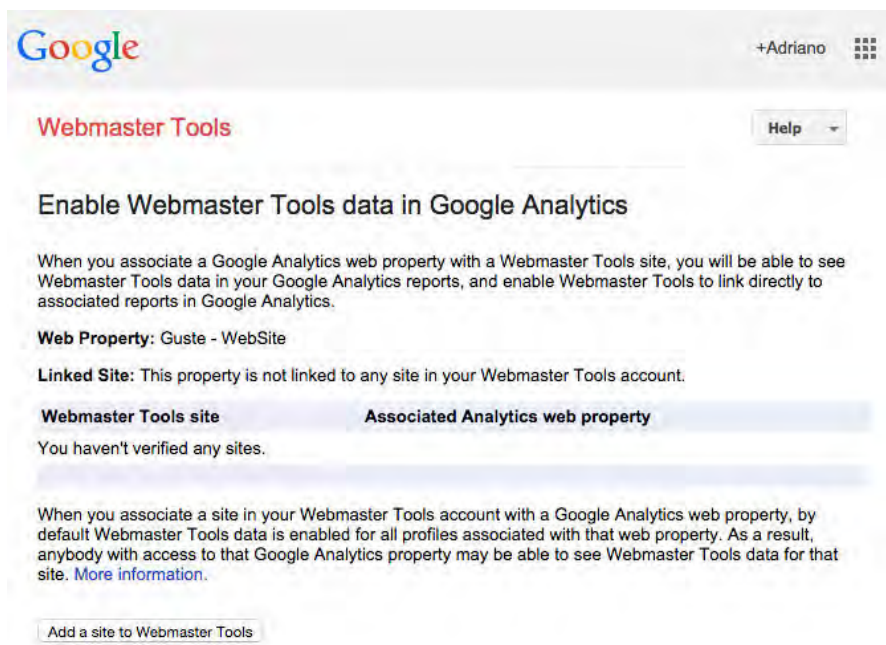 Google
+Adriano
Webmaster Tools
Help
Enable Webmaster Tools data in Google Analytics
When you associate a Google Analytics web property with a Webmaster Tools site, you will be able to see
Webmaster Tools data in your Google Analytics reports, and enable Webmaster Tools to link directly to
associated reports in Google Analytics.
Web Property: Guste - WebSite
Linked Site: This property is not linked to any site in your Webmaster Tools account.
Webmaster Tools site Associated Analytics web property
You haven't verified any sites.
When you associate a site in your Webmaster Tools account with a Google Analytics web property, by
default Webmaster Tools data is enabled for all profiles associated with that web property. As a result,
anybody with access to that Google Analytics property may be able to see Webmaster Tools data for that
site. More information.
Add a site to Webmaster Tools